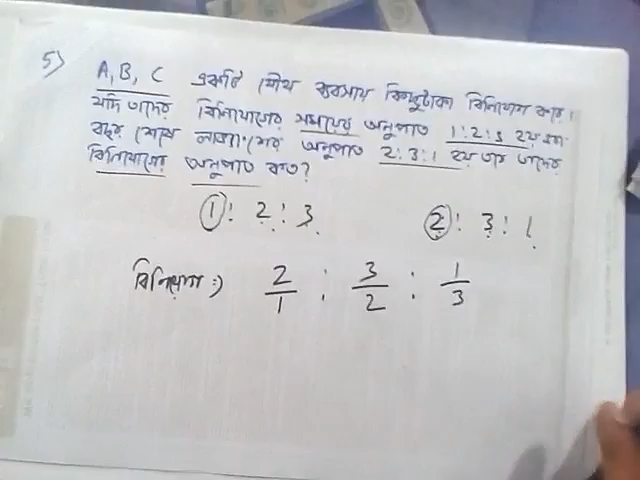 5) A, B, C একটি যৌথ ব্যবসায় কিছুটাকা বিনিয়োগ করে।
যদি তাদের বিনিয়োগের সময়ের অনুপাত 1:2:3 হয় এবং
বছর শেষে লাভ্যাংশের অনুপাত 2:3:1 হয় তবে তাদের
বিনিয়োগের অনুপাত কত?
1: 2: 3 2: 3: 1
বিনিয়োগ:) 2/1 : 3/2 : 1/3